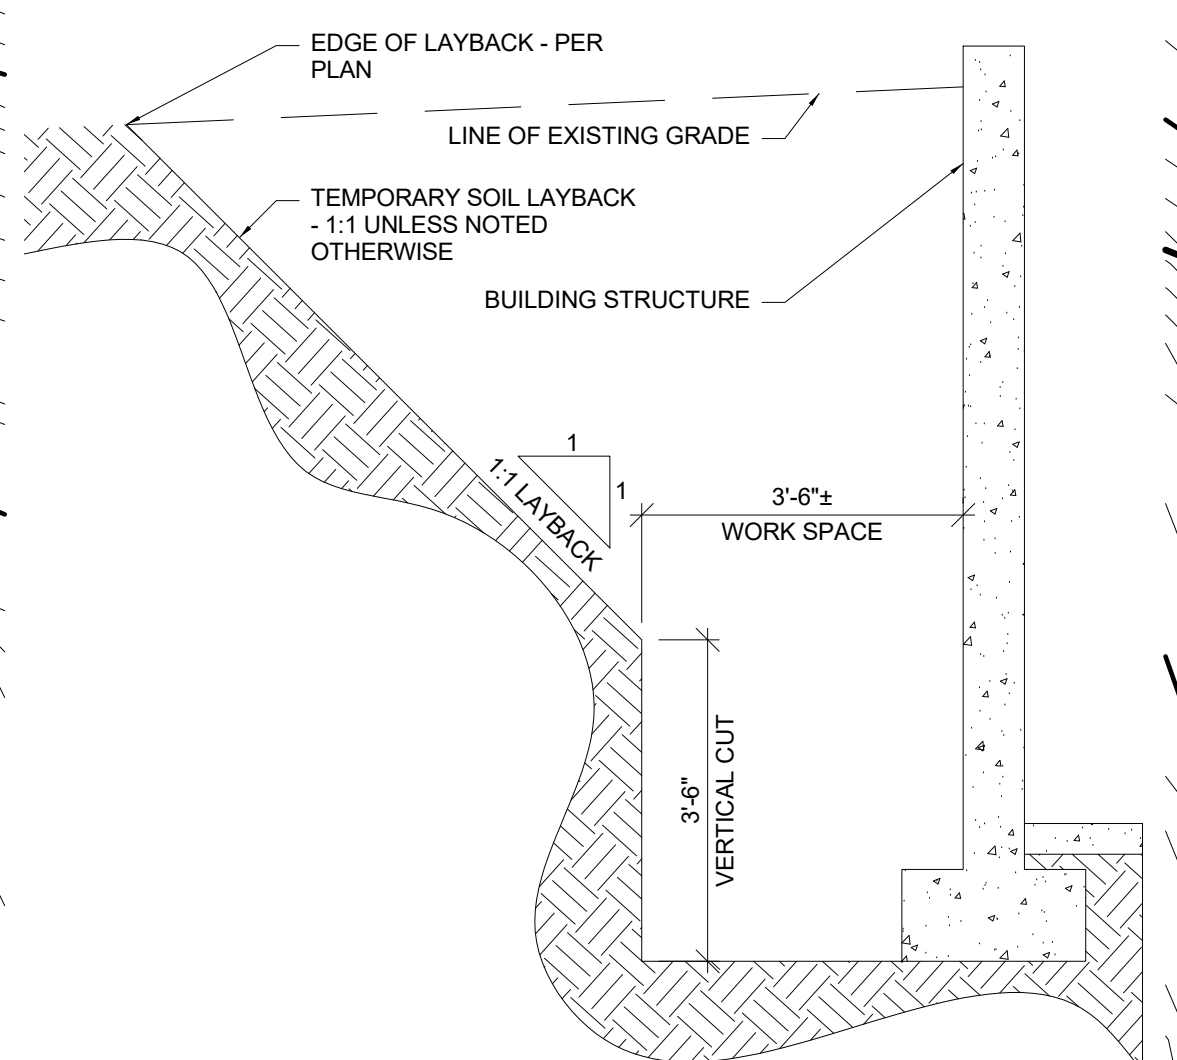 EDGE OF LAYBACK - PER
PLAN
LINE OF EXISTING GRADE
TEMPORARY SOIL LAYBACK
- 1:1 UNLESS NOTED
OTHERWISE
BUILDING STRUCTURE
1
1
1:1 LAYBACK
3'-6"±
WORK SPACE
3'-6"
VERTICAL CUT